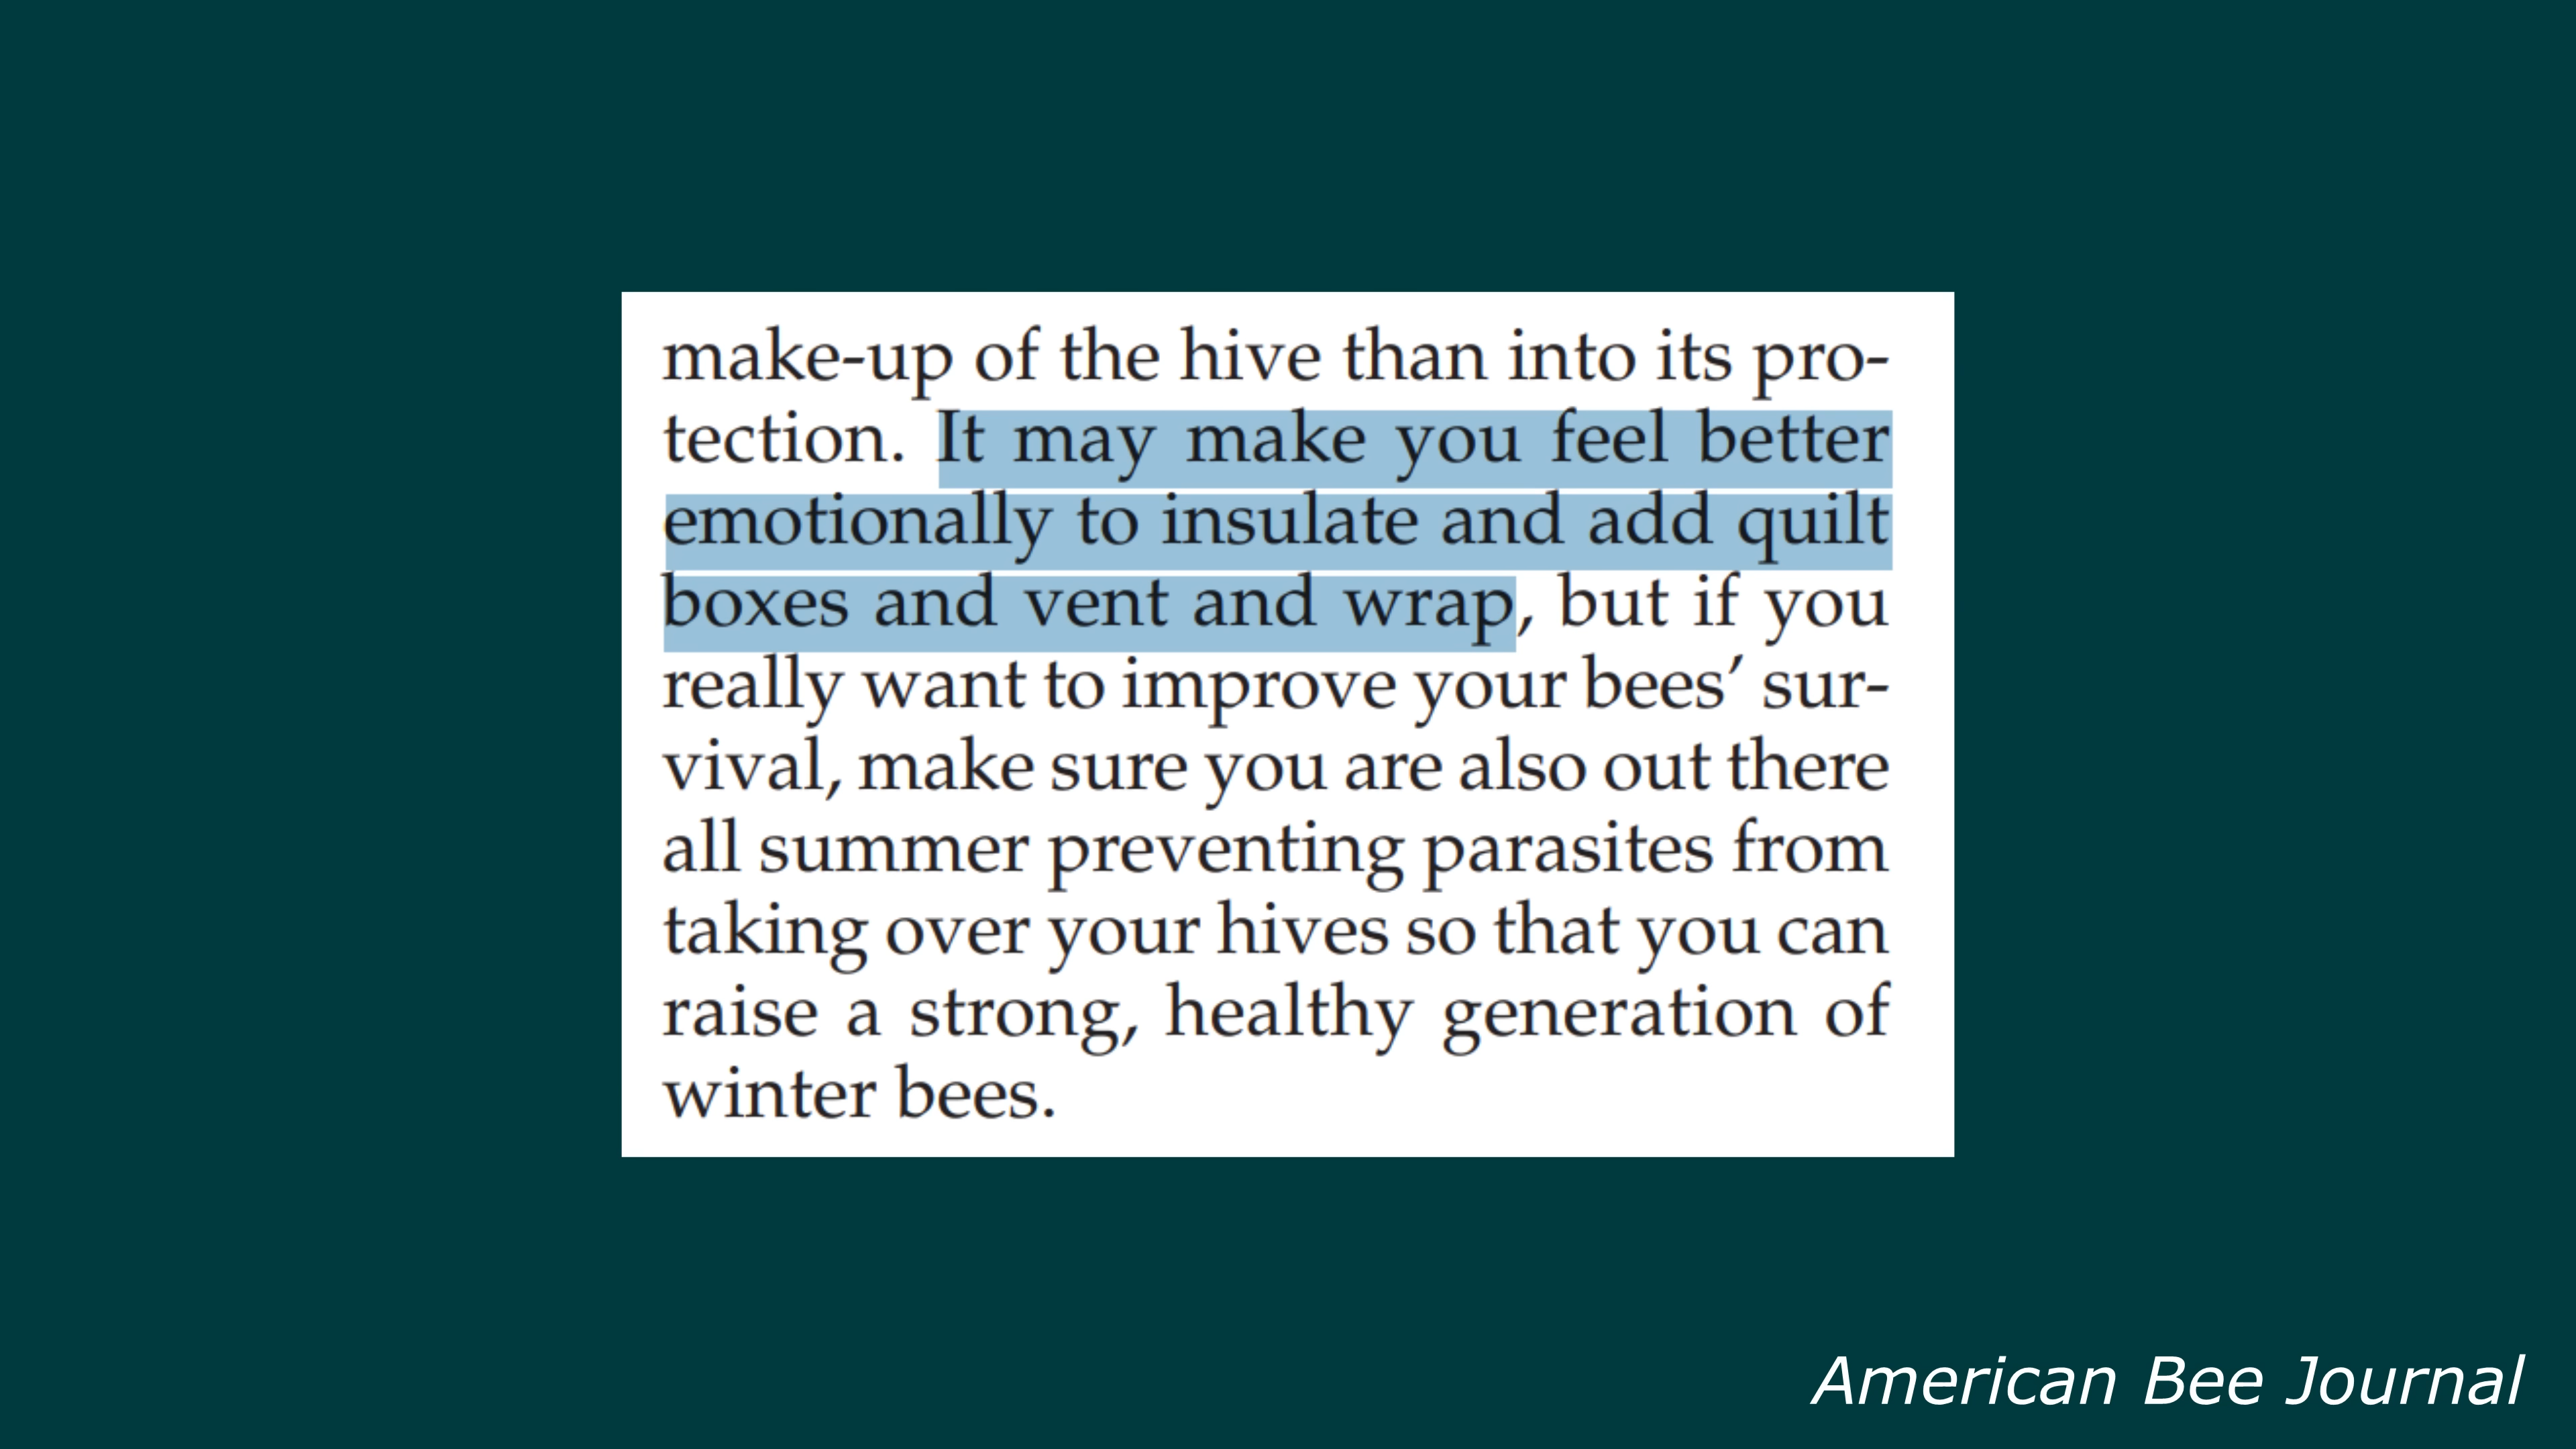 make-up of the hive than into its pro-
tection. It may make you feel better
emotionally to insulate and add quilt
boxes and vent and wrap, but if you
really want to improve your bees’ sur-
vival, make sure you are also out there
all summer preventing parasites from
taking over your hives so that you can
raise a strong, healthy generation of
winter bees.
American Bee Journal